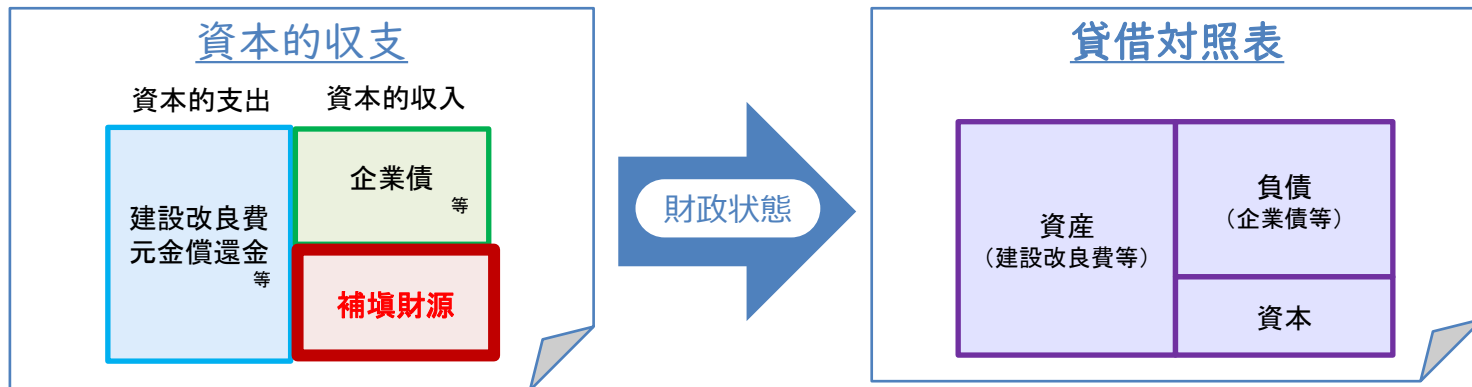 資本的収支
資本的支出
資本的収入
建設改良費
元金償還金
等
企業債
等
補塡財源
財政状態
貸借対照表
資産
（建設改良費等）
負債
（企業債等）
資本